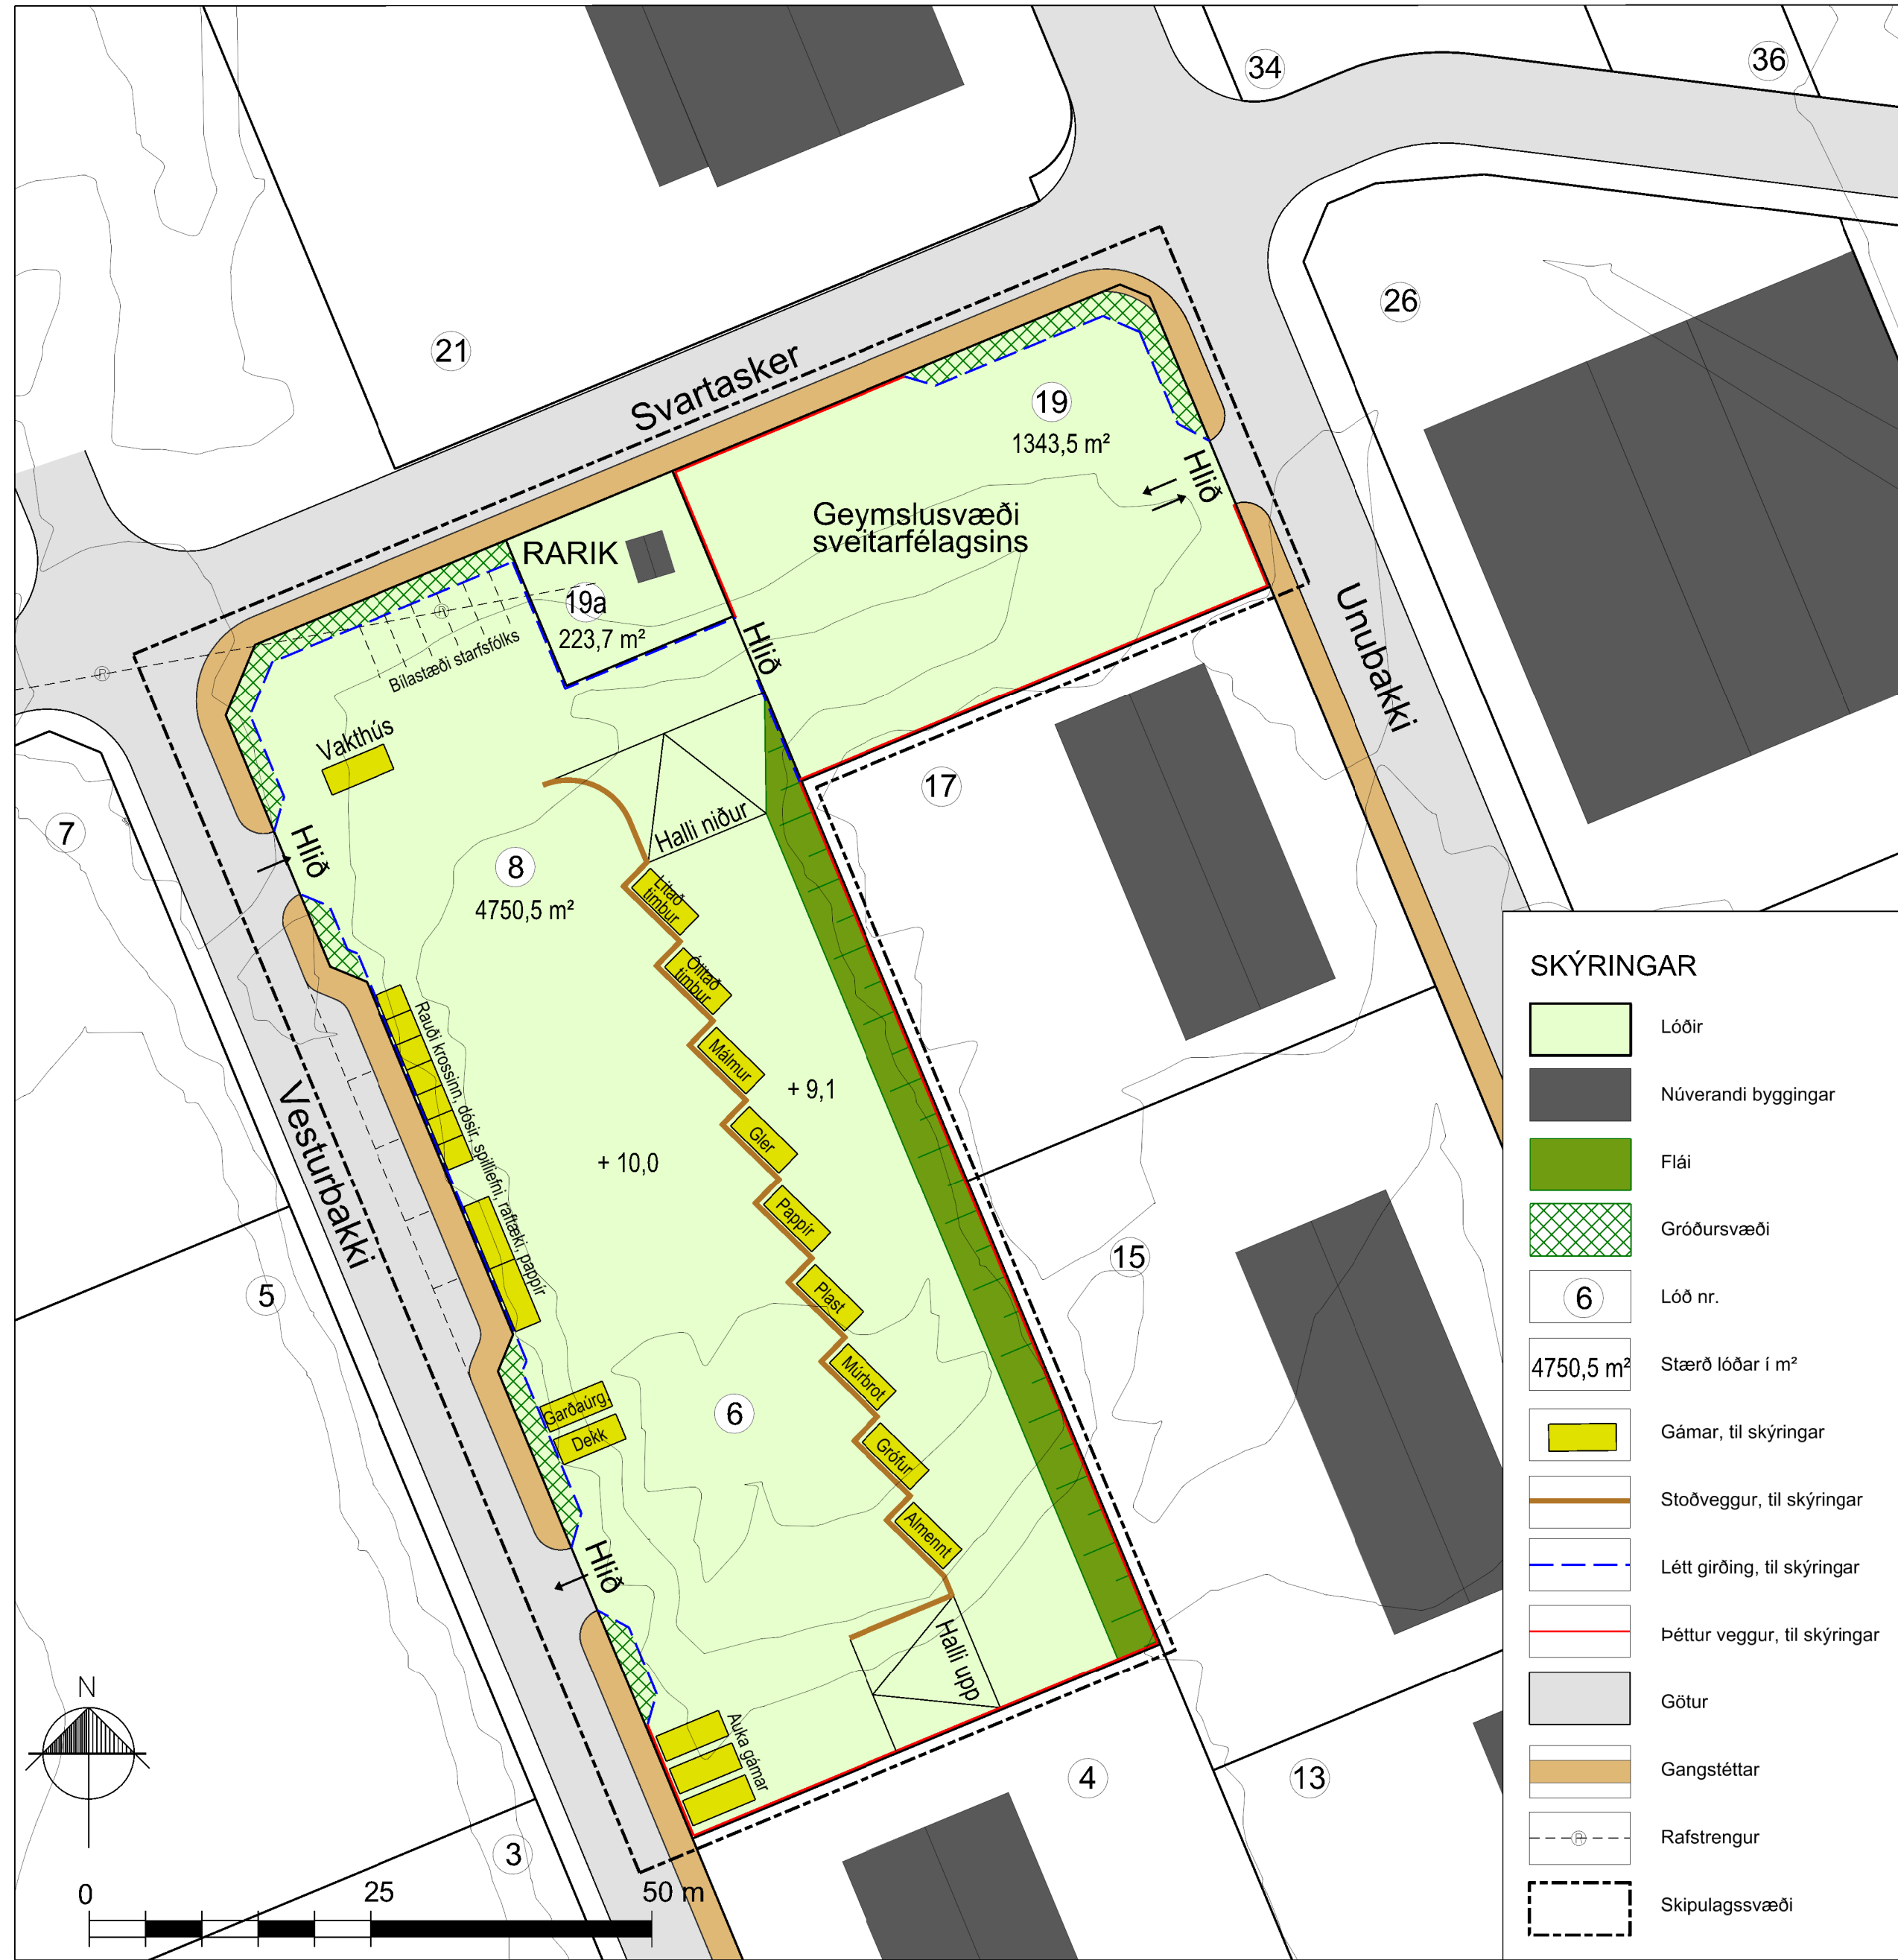 34
36
26
21
Svartasker
19
1343,5 m²
Hlið
Geymslusvæði
sveitarfélagsins
RARIK
19a
223,7 m²
R
R
Bílastæði starfsfólks
Hlið
Unubakki
Vakthús
17
7
Hlið
Halli niður
8
4750,5 m²
Litað
timbur
Ólitað
timbur
Málmur
+ 9,1
Gler
+ 10,0
Pappír
Plast
Múrbrot
Grófur
Almennt
Rauði krossinn, dósir, spilliefni, raftæki, pappír
Vesturbakki
5
15
6
Garðaúrg.
Dekk
Hlið
Halli upp
Auka gámar
4
13
3
N
0
25
50 m
SKÝRINGAR
Lóðir
Núverandi byggingar
Flái
Gróðursvæði
6
Lóð nr.
4750,5 m²
Stærð lóðar í m²
Gámar, til skýringar
Stoðveggur, til skýringar
Létt girðing, til skýringar
Þéttur veggur, til skýringar
Götur
Gangstéttar
R
Rafstrengur
Skipulagssvæði